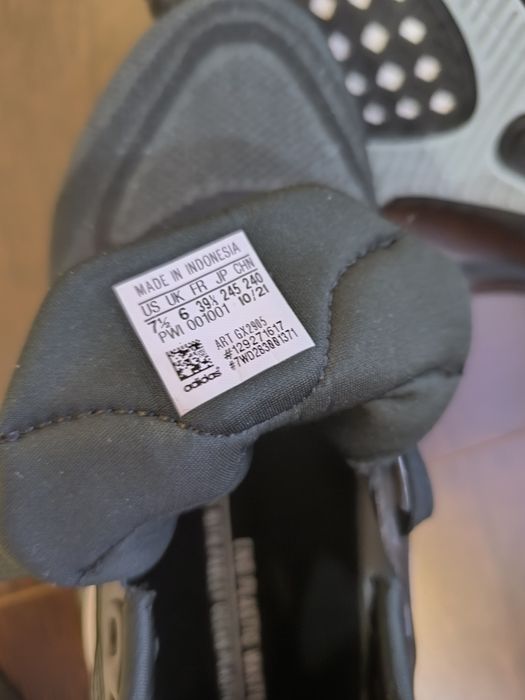 MADE IN INDONESIA
US UK FR JP CHN
7½ 6 39⅓ 245 240
PWI 001001 10/21
ART GX2905
#129271617
#7WD283001371
adidas